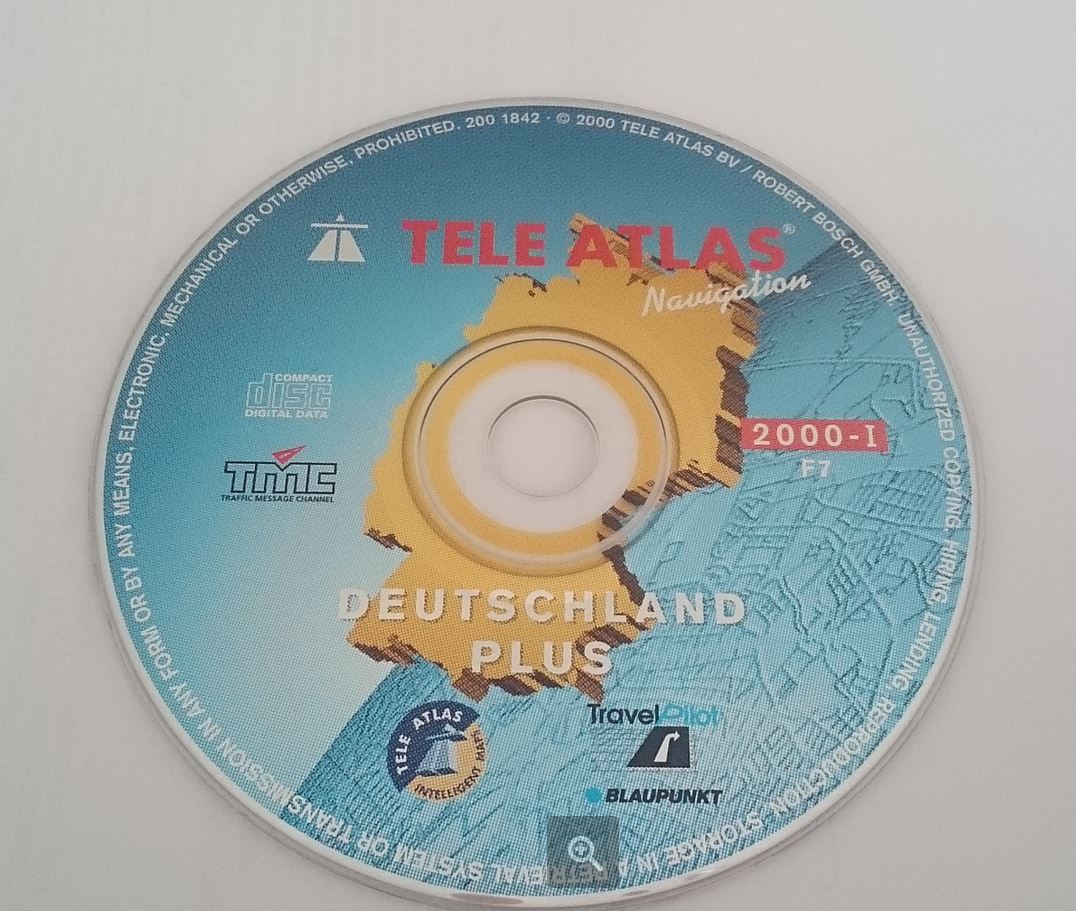 TELE ATLAS®
Navigation
COMPACT
disc
DIGITAL DATA
TMC
TRAFFIC MESSAGE CHANNEL
2000-I
F7
DEUTSCHLAND
PLUS
TELE ATLAS
INTELLIGENT MAPS
TravelPilot
BLAUPUNKT
200 1842 · © 2000 TELE ATLAS BV / ROBERT BOSCH GMBH. UNAUTHORIZED COPYING, HIRING, LENDING, REPRODUCTION, STORAGE IN A RETRIEVAL SYSTEM OR TRANSMISSION IN ANY FORM OR BY ANY MEANS, ELECTRONIC, MECHANICAL OR OTHERWISE, PROHIBITED.